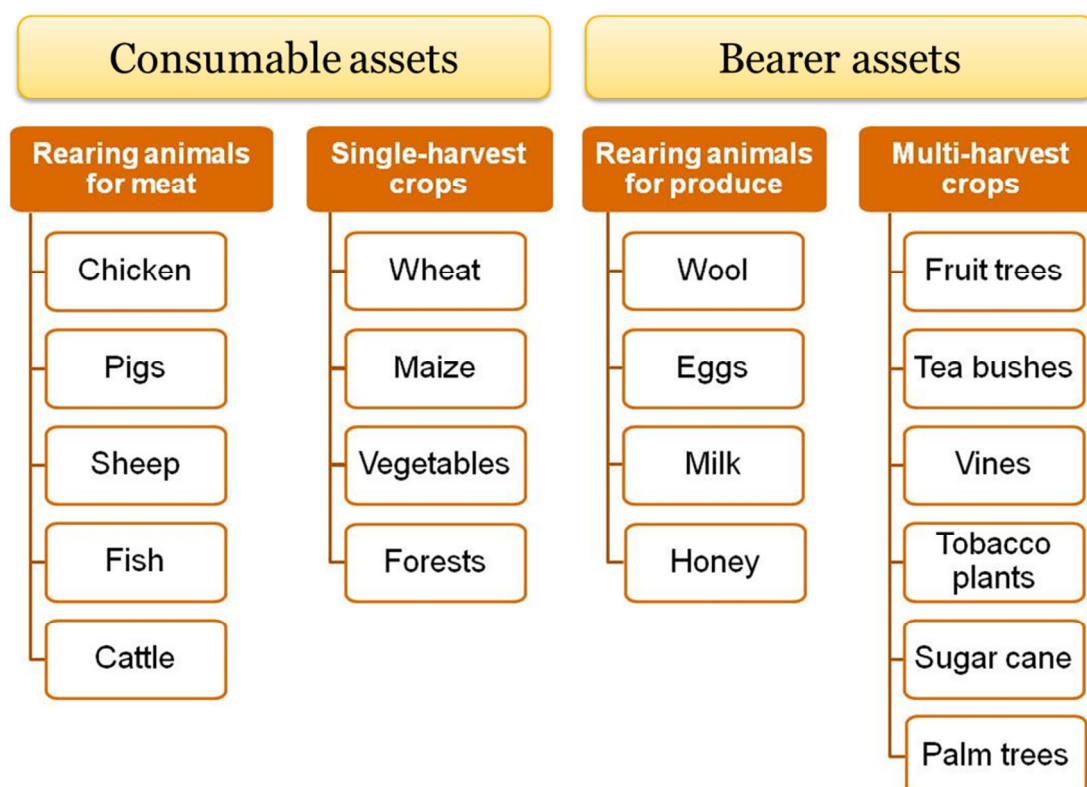 Consumable assets
Bearer assets
Rearing animals
for meat
Chicken
Pigs
Sheep
Fish
Cattle
Single-harvest
crops
Wheat
Maize
Vegetables
Forests
Rearing animals
for produce
Wool
Eggs
Milk
Honey
Multi-harvest
crops
Fruit trees
Tea bushes
Vines
Tobacco
plants
Sugar cane
Palm trees